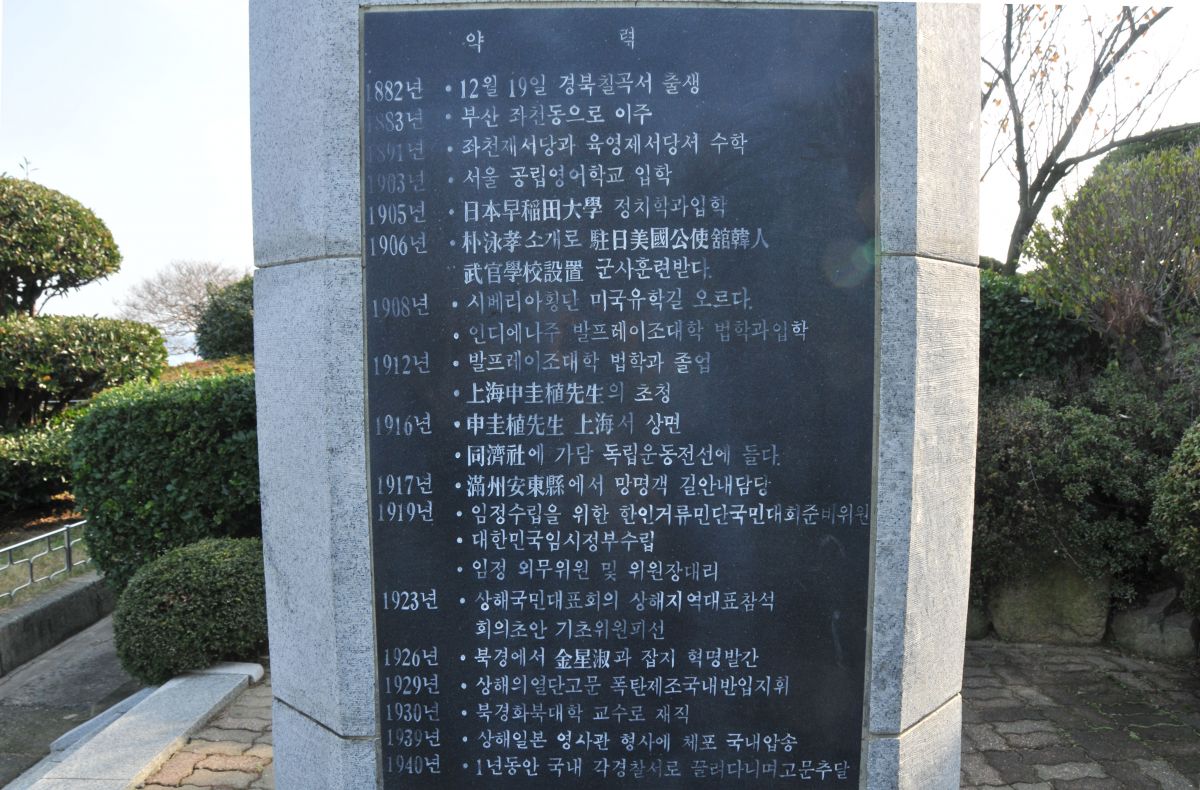 약 력
1882년 · 12월 19일 경북칠곡서 출생
1883년 · 부산 좌천동으로 이주
1891년 · 좌천재서당과 육영제서당서 수학
1903년 · 서울 공립영어학교 입학
1905년 · 日本早稲田大學 정치학과입학
1906년 · 朴泳孝소개로 駐日美國公使舘韓人
武官學校設置 군사훈련받다.
1908년 · 시베리아횡단 미국유학길 오르다.
· 인디에나주 발프레이조대학 법학과입학
1912년 · 발프레이조대학 법학과 졸업
· 上海申圭植先生의 초청
1916년 · 申圭植先生 上海서 상면
· 同濟社에 가담 독립운동전선에 들다.
1917년 · 滿州安東縣에서 망명객 길안내담당
1919년 · 임정수립을 위한 한인거류민단국민대회준비위원
· 대한민국임시정부수립
· 임정 외무위원 및 위원장대리
1923년 · 상해국민대표회의 상해지역대표참석
회의초안 기초위원피선
1926년 · 북경에서 金星淑과 잡지 혁명발간
1929년 · 상해의열단고문 폭탄제조국내반입지휘
1930년 · 북경화북대학 교수로 재직
1939년 · 상해일본 영사관 형사에 체포 국내압송
1940년 · 1년동안 국내 각경찰서로 끌려다니며고문추달